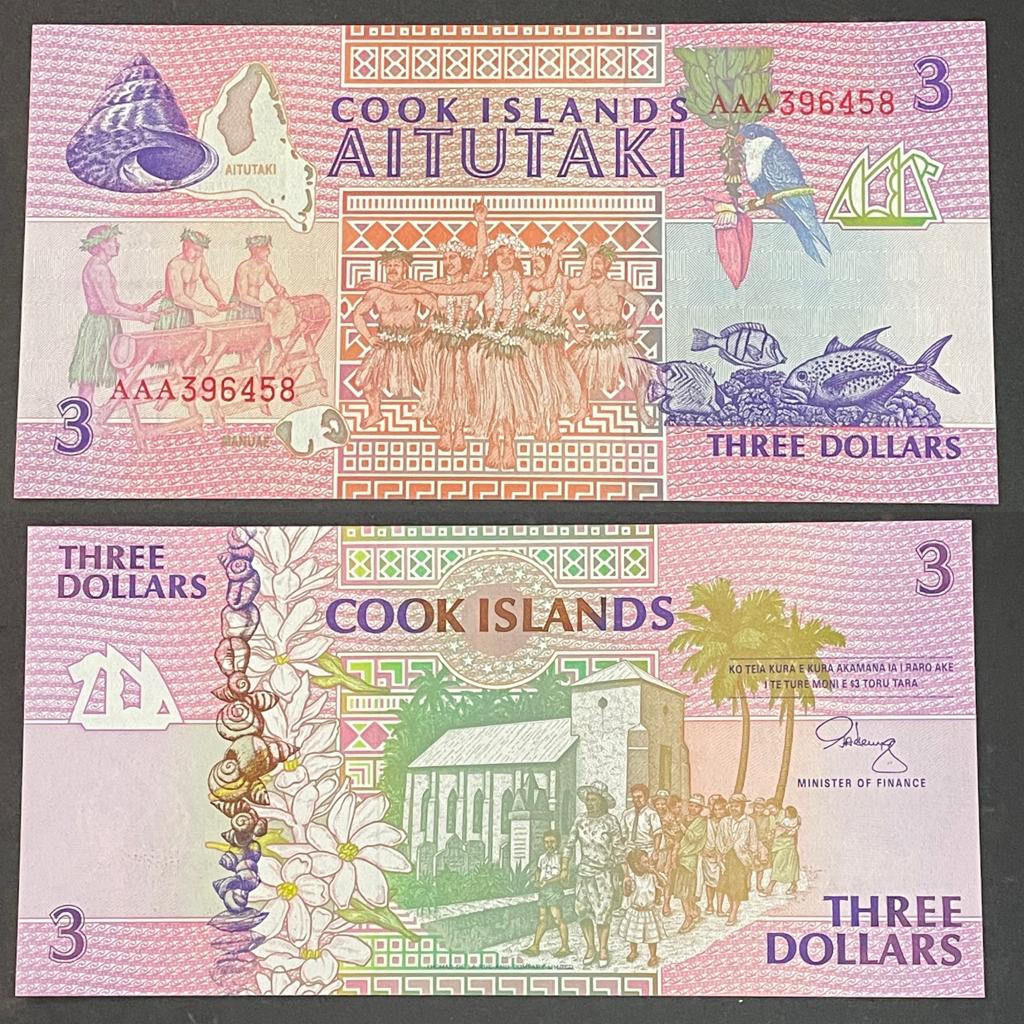 COOK ISLANDS
AITUTAKI
AAA396458
3
AITUTAKI
AAA396458
3
MANUAE
THREE DOLLARS
THREE
DOLLARS
3
COOK ISLANDS
KO TEIA KURA E KURA AKAMANA IA I RARO AKE
I TE TURE MONI E $3 TORU TARA
MINISTER OF FINANCE
3
THREE
DOLLARS